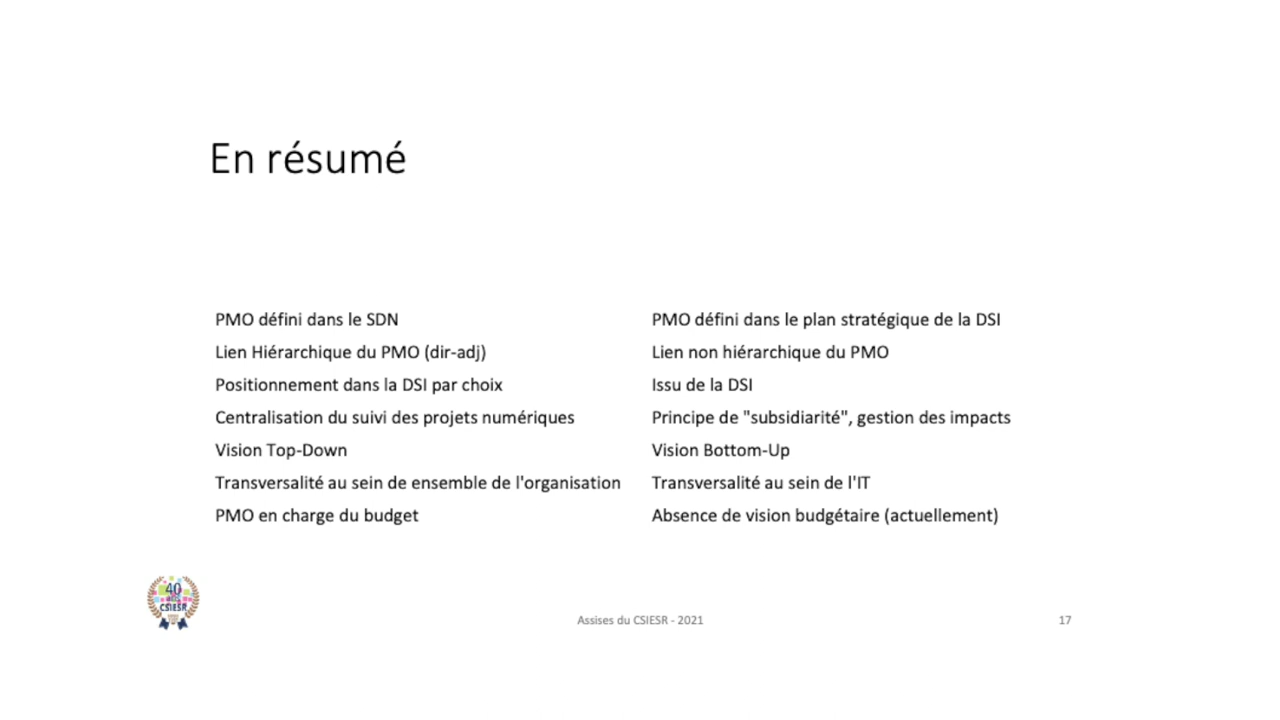 En résumé
PMO défini dans le SDN
PMO défini dans le plan stratégique de la DSI
Lien Hiérarchique du PMO (dir-adj)
Lien non hiérarchique du PMO
Positionnement dans la DSI par choix
Issu de la DSI
Centralisation du suivi des projets numériques
Principe de "subsidiarité", gestion des impacts
Vision Top-Down
Vision Bottom-Up
Transversalité au sein de ensemble de l'organisation
Transversalité au sein de l'IT
PMO en charge du budget
Absence de vision budgétaire (actuellement)
40
CSIESR
Assises du CSIESR - 2021
17